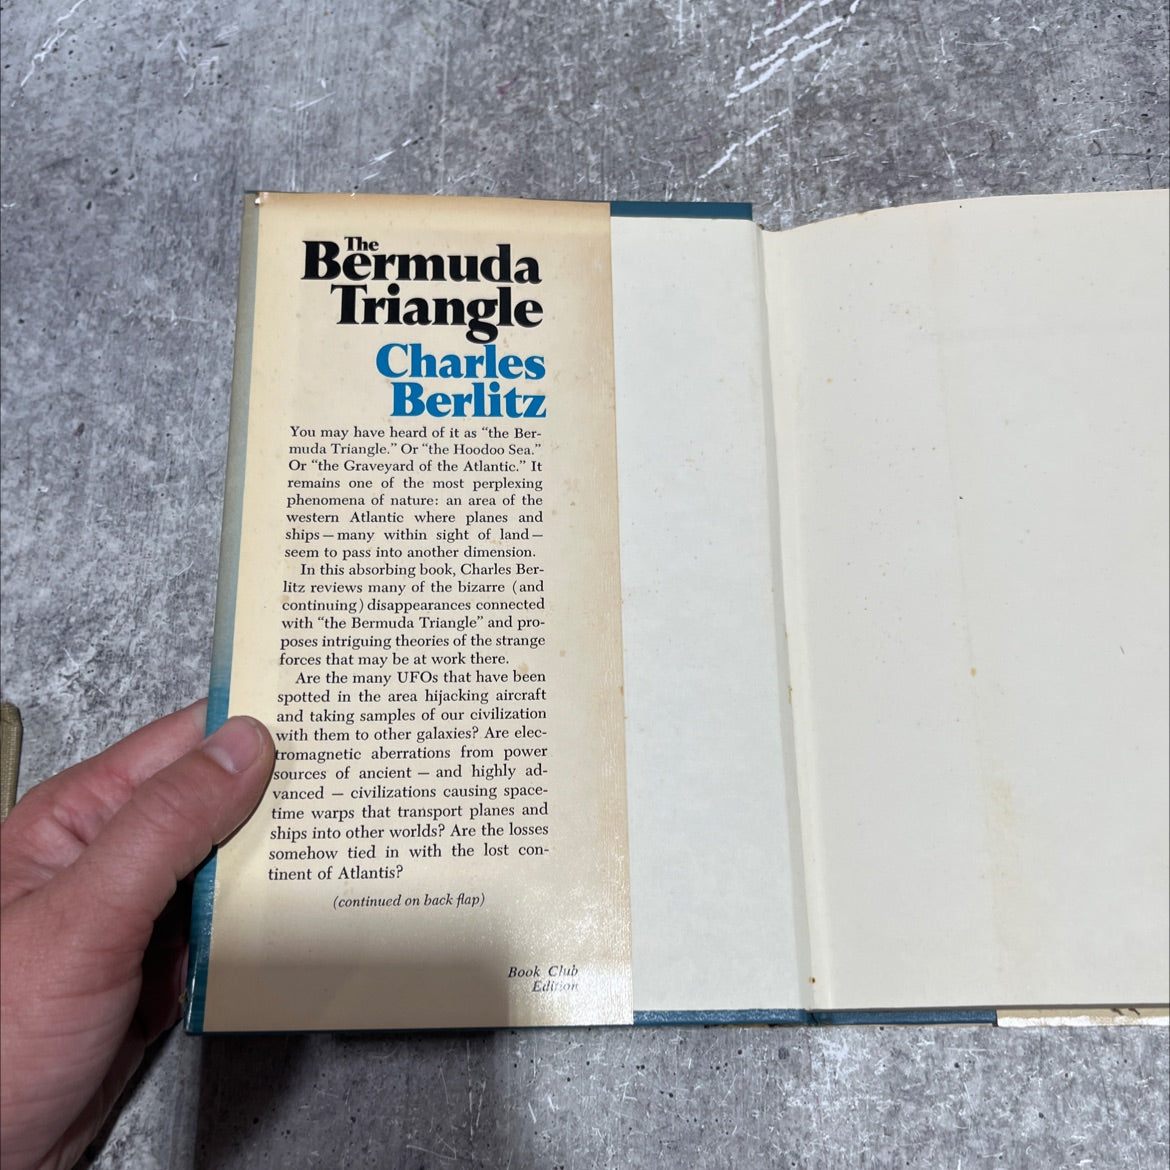 The
Bermuda
Triangle
Charles
Berlitz
You may have heard of it as “the Ber-
muda Triangle.” Or “the Hoodoo Sea.”
Or “the Graveyard of the Atlantic.” It
remains one of the most perplexing
phenomena of nature: an area of the
western Atlantic where planes and
ships — many within sight of land —
seem to pass into another dimension.
In this absorbing book, Charles Ber-
litz reviews many of the bizarre (and
continuing) disappearances connected
with “the Bermuda Triangle” and pro-
poses intriguing theories of the strange
forces that may be at work there.
Are the many UFOs that have been
spotted in the area hijacking aircraft
and taking samples of our civilization
with them to other galaxies? Are elec-
tromagnetic aberrations from power
sources of ancient — and highly ad-
vanced — civilizations causing space-
time warps that transport planes and
ships into other worlds? Are the losses
somehow tied in with the lost con-
tinent of Atlantis?
(continued on back flap)
Book Club
Edition